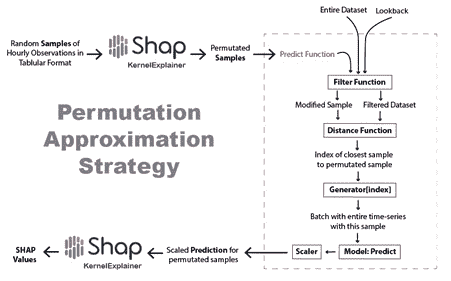 Entire Dataset
Lookback
Random Samples of
Hourly Observations in
Tablular Format
Shap
KernelExplainer
Permutated
Samples
Predict Function
Filter Function
Modified Sample
Filtered Dataset
Permutation
Approximation
Strategy
Distance Function
Index of closest sample
to permutated sample
Generator[index]
Batch with entire time-series
with this sample
SHAP
Values
Shap
KernelExplainer
Scaled Prediction for
permutated samples
Scaler
Model: Predict